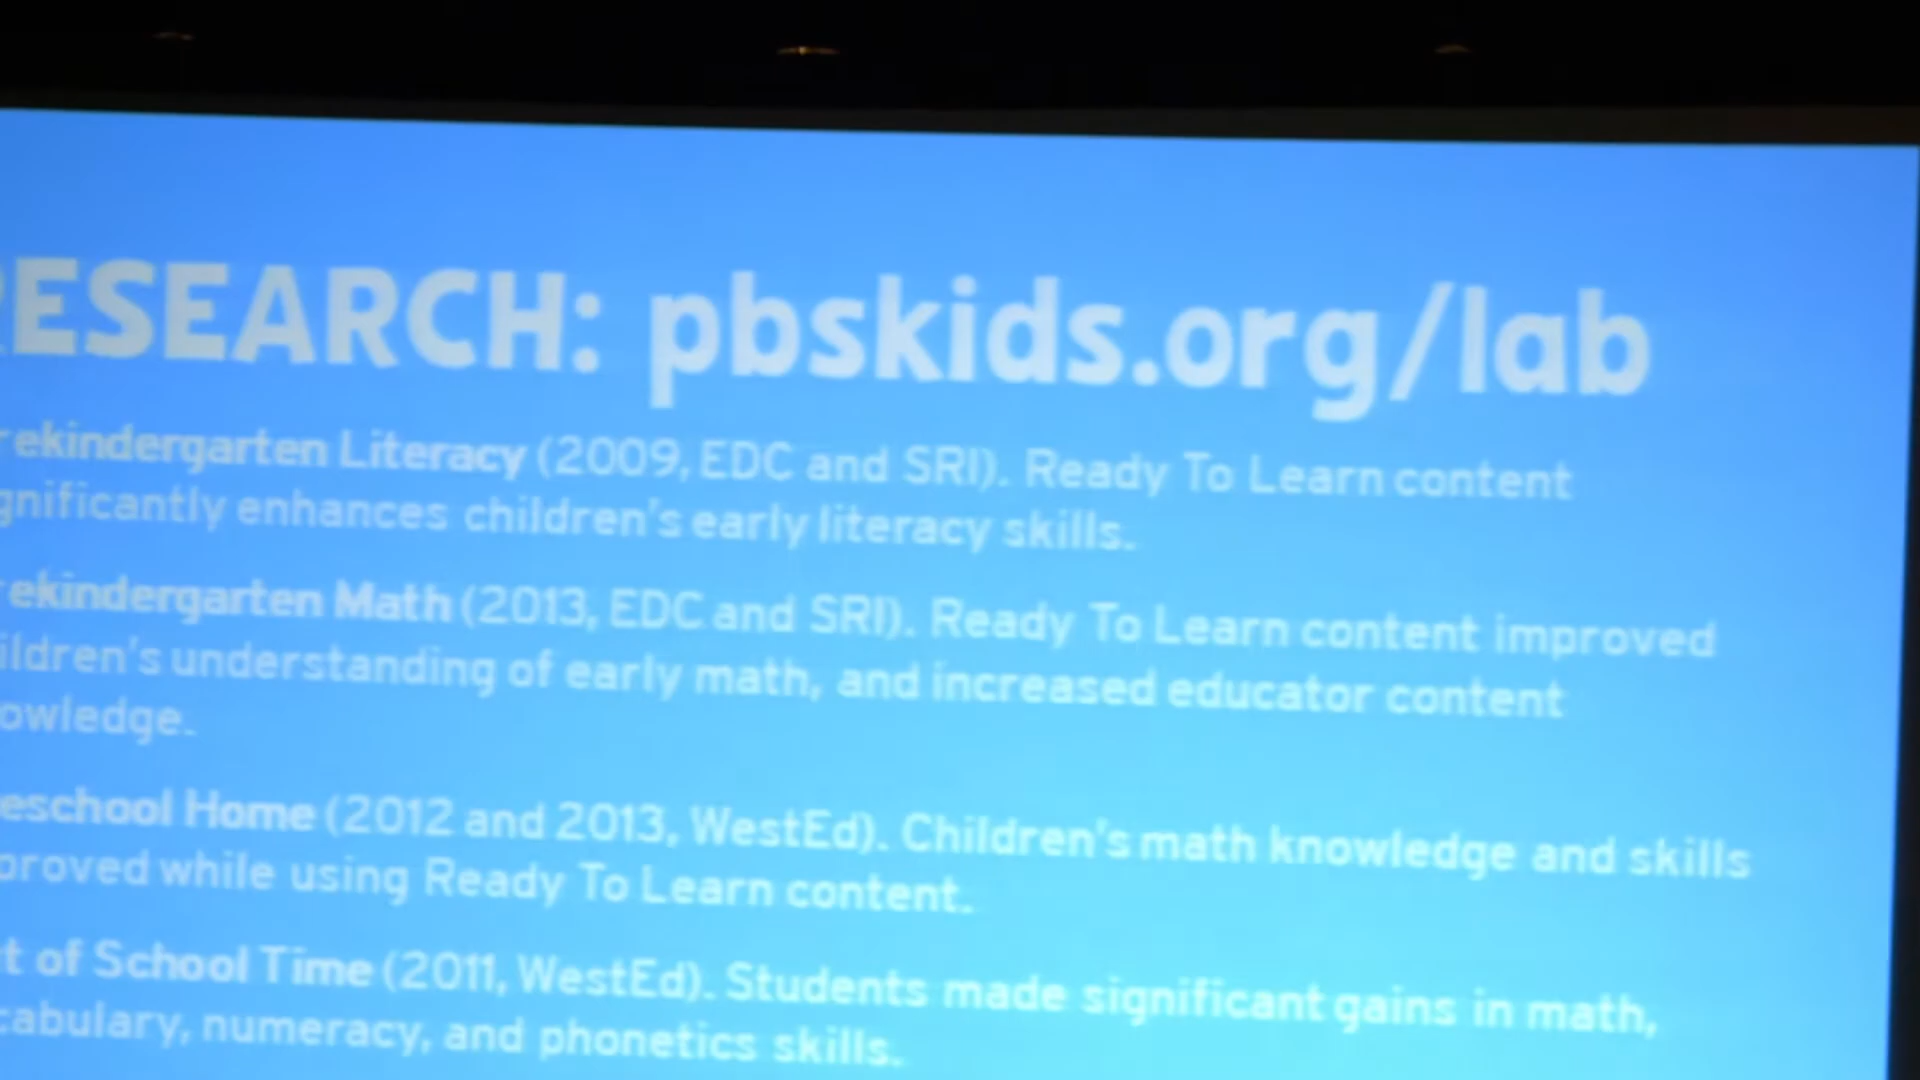 RESEARCH: pbskids.org/lab
rekindergarten Literacy (2009, EDC and SRI). Ready To Learn content
gnificantly enhances children's early literacy skills.
rekindergarten Math (2013, EDC and SRI). Ready To Learn content improved
ildren's understanding of early math, and increased educator content
owledge.
eschool Home (2012 and 2013, WestEd). Children's math knowledge and skills
proved while using Ready To Learn content.
t of School Time (2011, WestEd). Students made significant gains in math,
cabulary, numeracy, and phonetics skills.